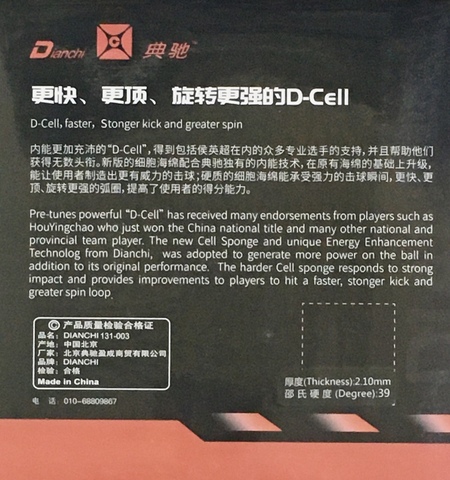 Dianchi 典驰™
更快、更顶、旋转更强的D-Cell
D-Cell, faster, Stonger kick and greater spin
内能更加充沛的“D-Cell”, 得到包括侯英超在内的众多专业选手的支持, 并且帮助他们
获得无数头衔。新版的细胞海绵配合典驰独有的内能技术, 在原有海绵的基础上升级,
能让使用者制造出更有威力的击球; 硬质的细胞海绵能承受强力的击球瞬间, 更快、更
顶、旋转更强的弧圈, 提高了使用者的得分能力。
Pre-tunes powerful “D-Cell” has received many endorsements from players such as
HouYingchao who just won the China national title and many other national and
provincial team player. The new Cell Sponge and unique Energy Enhancement
Technolog from Dianchi, was adopted to generate more power on the ball in
addition to its original performance. The harder Cell sponge responds to strong
impact and provides improvements to players to hit a faster, stonger kick and
greater spin loop.
© 产品质量检验合格证
品名: DIANCHI 131-003
产地: 中国北京
厂家: 北京典驰盈成商贸有限公司
品牌: DIANCHI
检验: 合格
Made in China
电 话 010-68809867
厚度(Thickness):2.10mm
邵氏硬度 (Degree):39